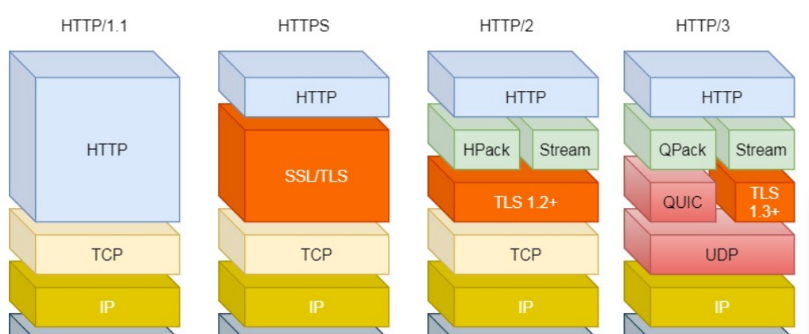 HTTP/1.1 HTTPS HTTP/2 HTTP/3
HTTP HTTP HTTP
HTTP SSL/TLS HPack Stream QPack Stream
TLS 1.2+ QUIC TLS
1.3+
TCP TCP TCP UDP
IP IP IP IP